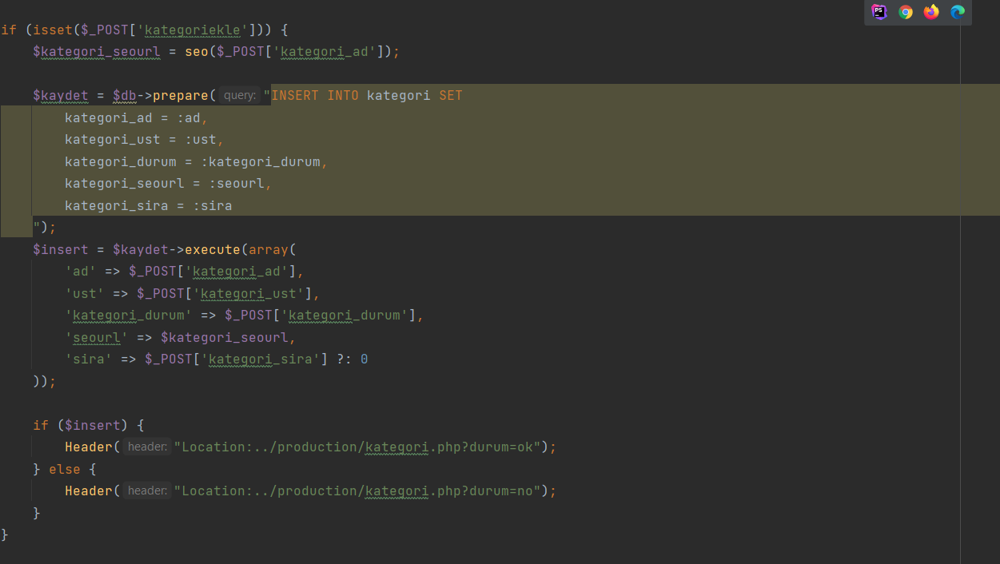 if (isset($_POST['kategoriekle'])) {
    $kategori_seourl = seo($_POST['kategori_ad']);

    $kaydet = $db->prepare( query: "INSERT INTO kategori SET
        kategori_ad = :ad,
        kategori_ust = :ust,
        kategori_durum = :kategori_durum,
        kategori_seourl = :seourl,
        kategori_sira = :sira
    ");
    $insert = $kaydet->execute(array(
        'ad' => $_POST['kategori_ad'],
        'ust' => $_POST['kategori_ust'],
        'kategori_durum' => $_POST['kategori_durum'],
        'seourl' => $kategori_seourl,
        'sira' => $_POST['kategori_sira'] ?: 0
    ));

    if ($insert) {
        Header( header: "Location:../production/kategori.php?durum=ok");
    } else {
        Header( header: "Location:../production/kategori.php?durum=no");
    }
}
PS